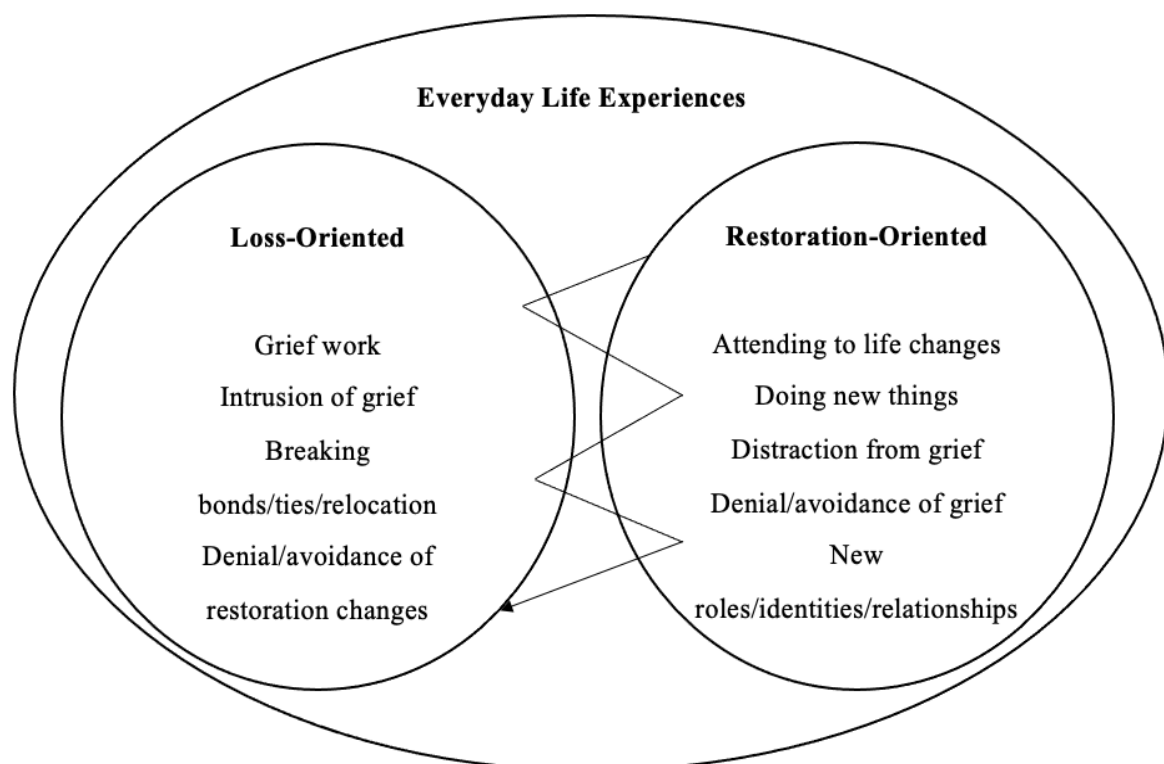 Everyday Life Experiences
Loss-Oriented
Grief work
Intrusion of grief
Breaking
bonds/ties/relocation
Denial/avoidance of
restoration changes
Restoration-Oriented
Attending to life changes
Doing new things
Distraction from grief
Denial/avoidance of grief
New
roles/identities/relationships